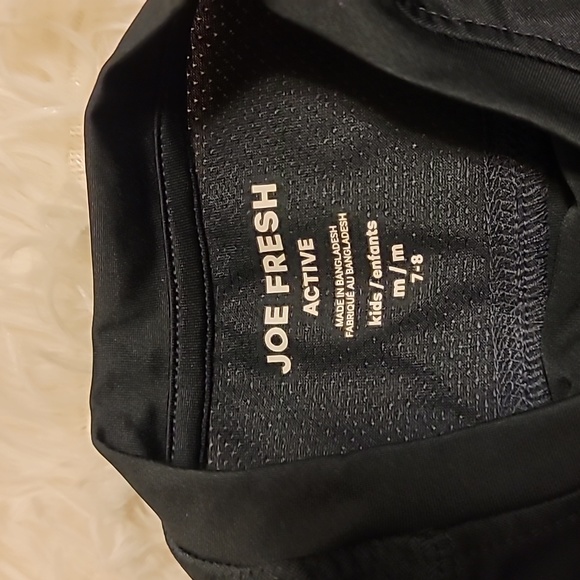 JOE FRESH
ACTIVE
MADE IN BANGLADESH
FABRIQUÉ AU BANGLADESH
kids / enfants
m / m
7-8